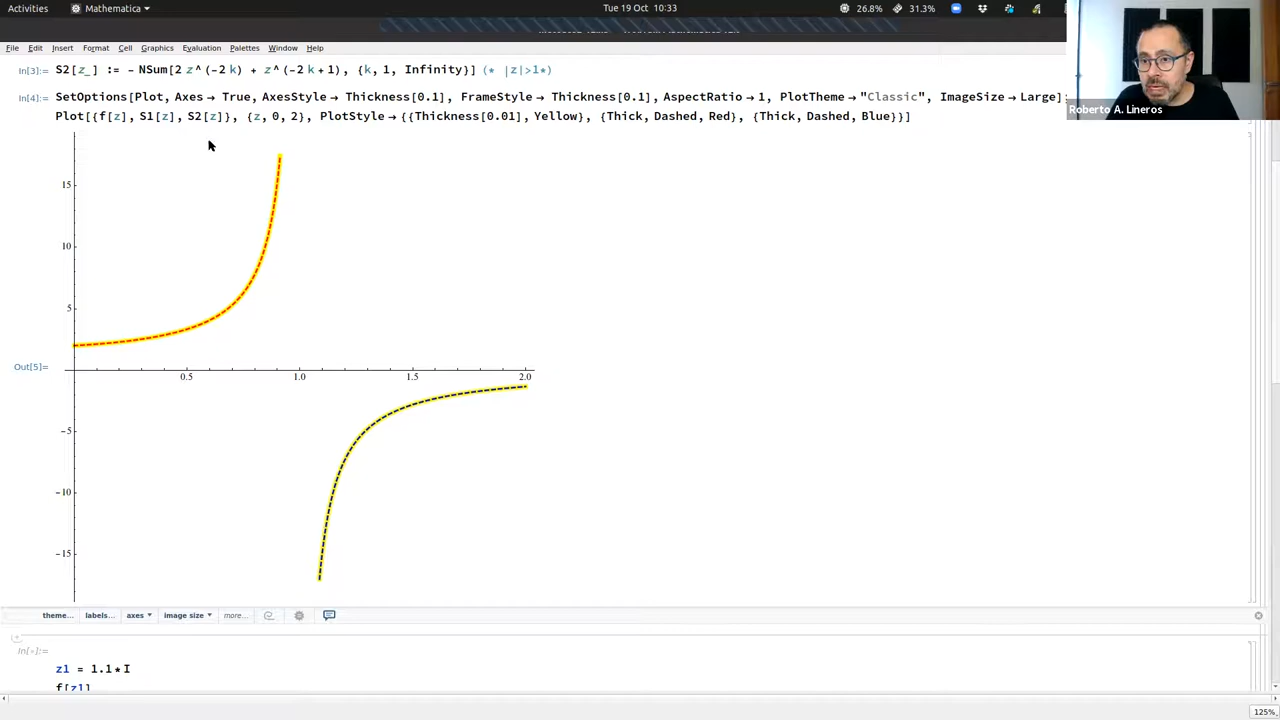 Activities Mathematica Tue 19 Oct 10:33 26.8% 31.3%
File Edit Insert Format Cell Graphics Evaluation Palettes Window Help
In[3]:= S2[z_] := - NSum[2 z^(-2 k) + z^(-2 k + 1), {k, 1, Infinity}] (* |z|>1*)
In[4]:= SetOptions[Plot, Axes → True, AxesStyle → Thickness[0.1], FrameStyle → Thickness[0.1], AspectRatio → 1, PlotTheme → "Classic", ImageSize → Large];
Roberto A. Lineros
Plot[{f[z], S1[z], S2[z]}, {z, 0, 2}, PlotStyle → {{Thickness[0.01], Yellow}, {Thick, Dashed, Red}, {Thick, Dashed, Blue}}]
15
10
5
Out[5]=
0.5 1.0 1.5 2.0
-5
-10
-15
theme... labels... axes image size more...
In[•]:=
z1 = 1.1 * I
f[z1]
125%